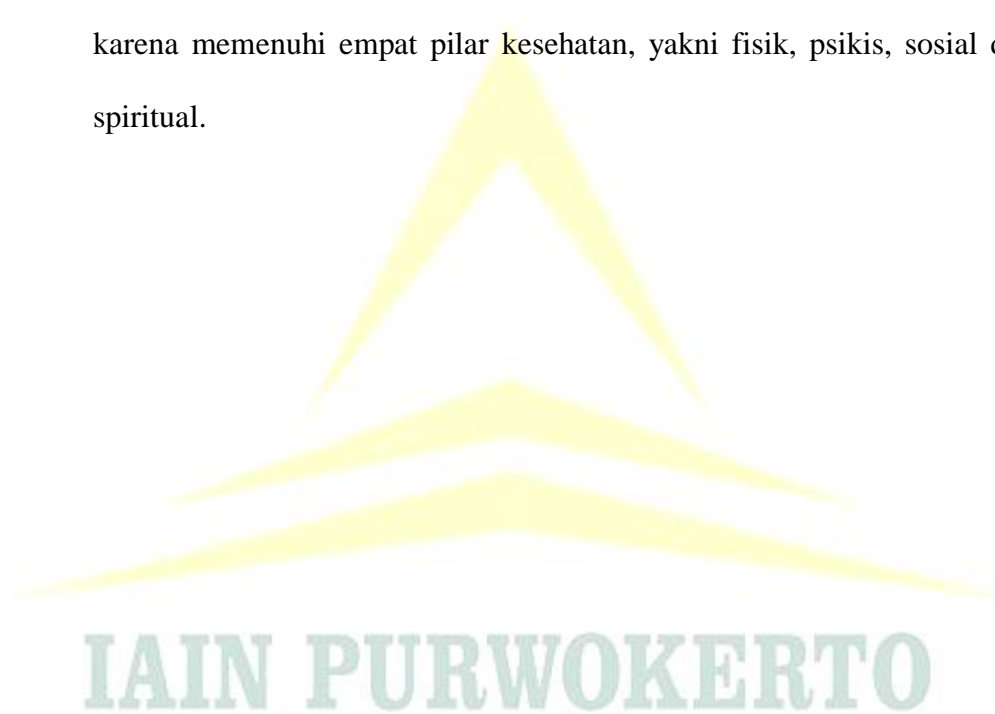 karena memenuhi empat pilar kesehatan, yakni fisik, psikis, sosial
spiritual.
IAIN PURWOKERTO